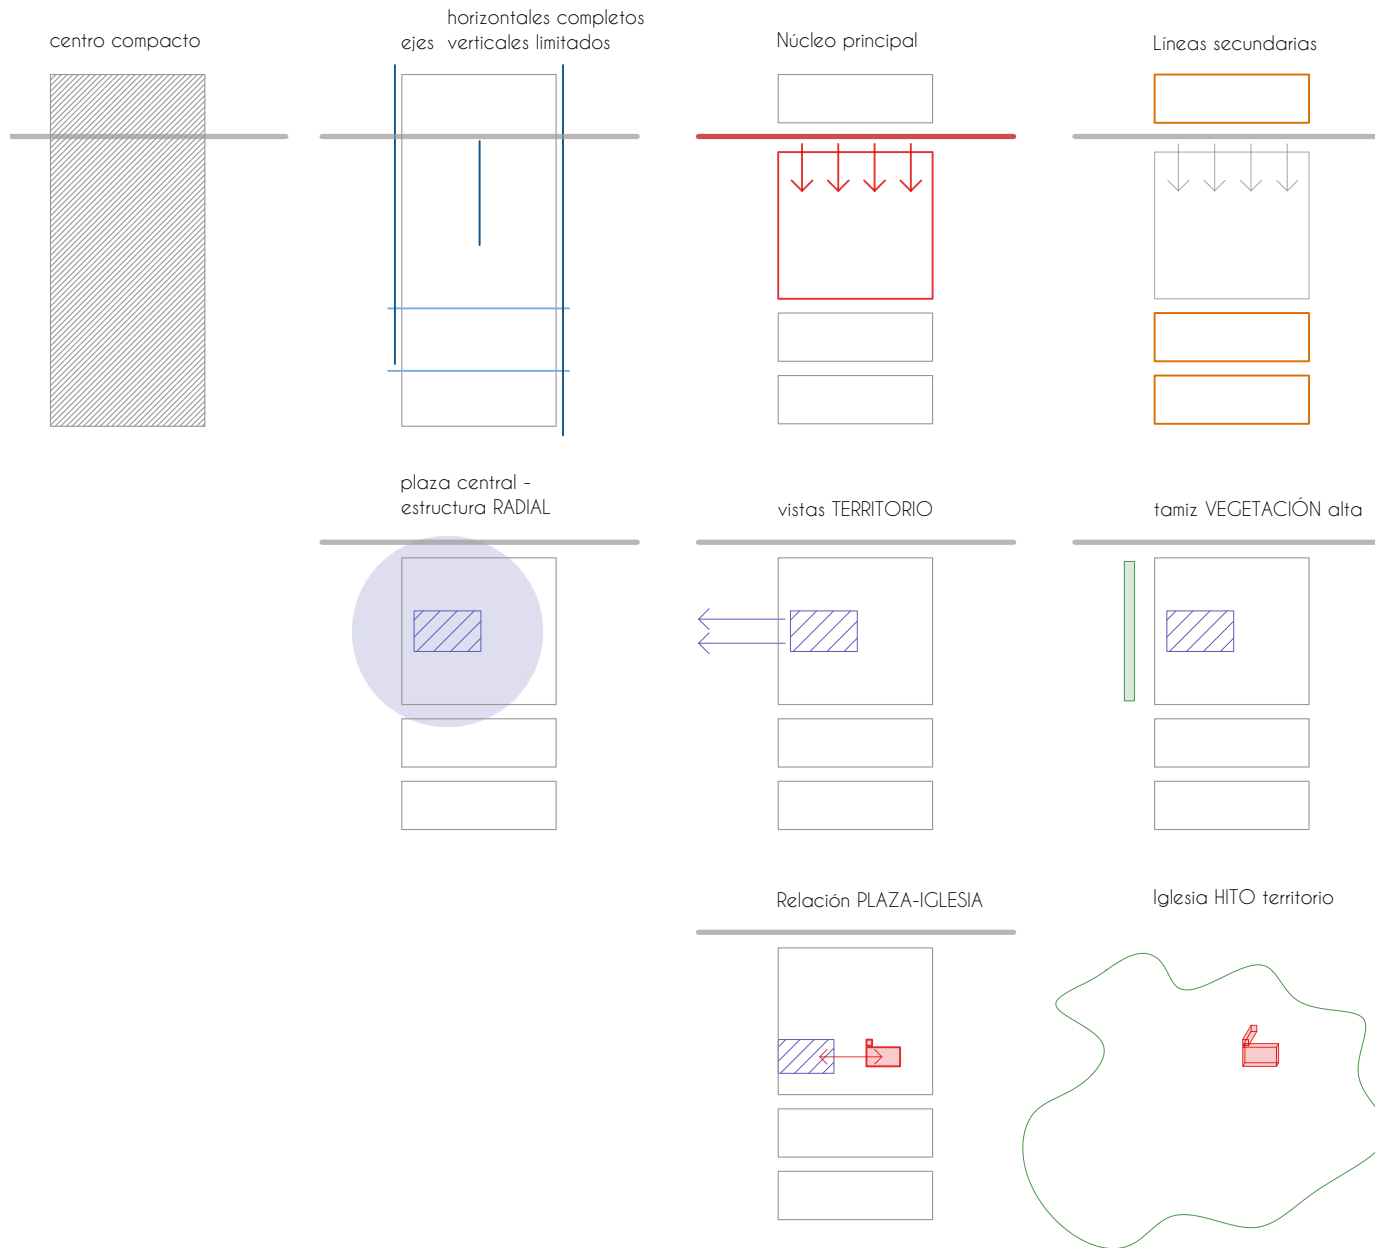 centro compacto
ejes
horizontales completos
verticales limitados
Núcleo principal
Líneas secundarias
plaza central -
estructura RADIAL
vistas TERRITORIO
tamiz VEGETACIÓN alta
Relación PLAZA-IGLESIA
Iglesia HITO territorio